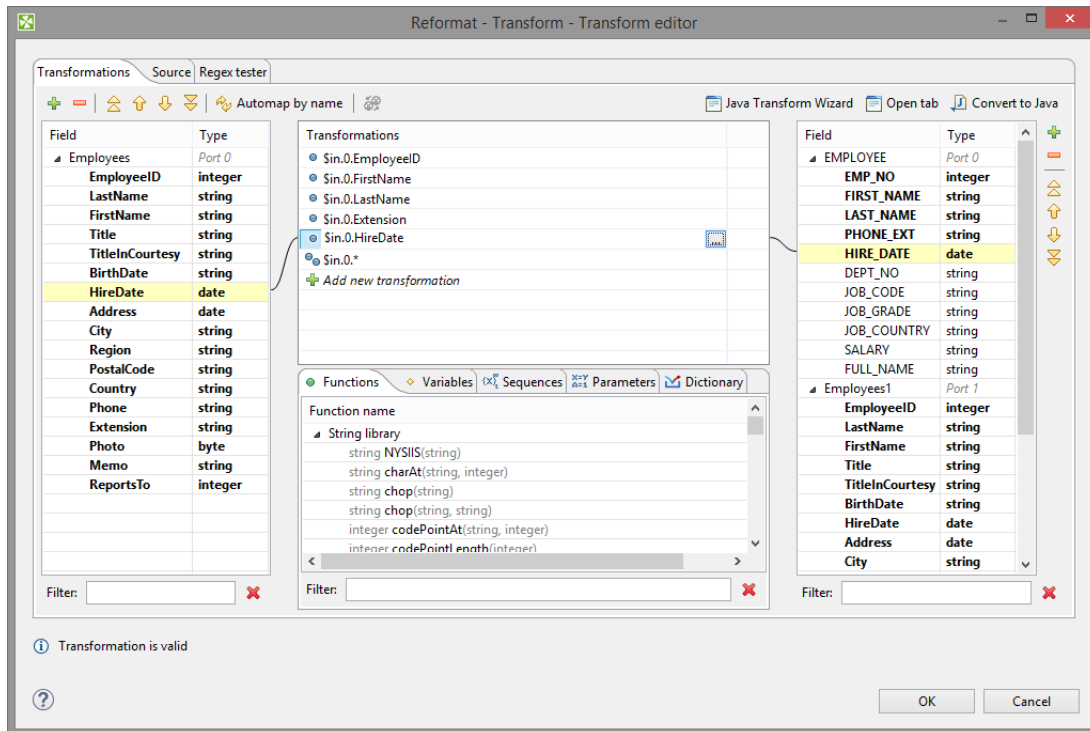 Reformat - Transform - Transform editor
Transformations Source Regex tester
Automap by name Java Transform Wizard Open tab Convert to Java
Field Type
Employees Port 0
EmployeeID integer
LastName string
FirstName string
Title string
TitleInCourtesy string
BirthDate string
HireDate date
Address date
City string
Region string
PostalCode string
Country string
Phone string
Extension string
Photo byte
Memo string
ReportsTo integer
Filter:
Transformations
$in.0.EmployeeID
$in.0.FirstName
$in.0.LastName
$in.0.Extension
$in.0.HireDate ...
$in.0.*
Add new transformation
Functions Variables Sequences Parameters Dictionary
Function name
String library
string NYSIIS(string)
string charAt(string, integer)
string chop(string)
string chop(string, string)
integer codePointAt(string, integer)
integer codePointLength(integer)
Filter:
Field Type
EMPLOYEE Port 0
EMP_NO integer
FIRST_NAME string
LAST_NAME string
PHONE_EXT string
HIRE_DATE date
DEPT_NO string
JOB_CODE string
JOB_GRADE string
JOB_COUNTRY string
SALARY string
FULL_NAME string
Employees1 Port 1
EmployeeID integer
LastName string
FirstName string
Title string
TitleInCourtesy string
BirthDate string
HireDate date
Address date
City string
Filter:
Transformation is valid
OK Cancel